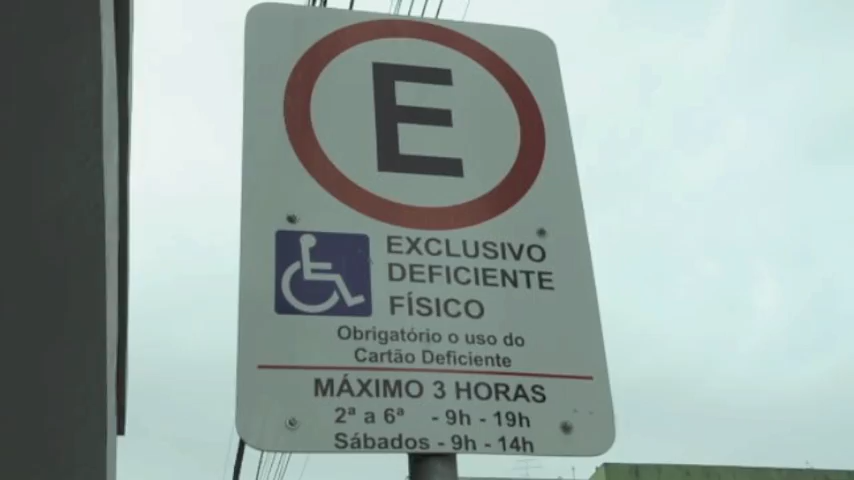 E
EXCLUSIVO
DEFICIENTE
FÍSICO
Obrigatório o uso do
Cartão Deficiente
MÁXIMO 3 HORAS
2ª a 6ª - 9h - 19h
Sábados - 9h - 14h